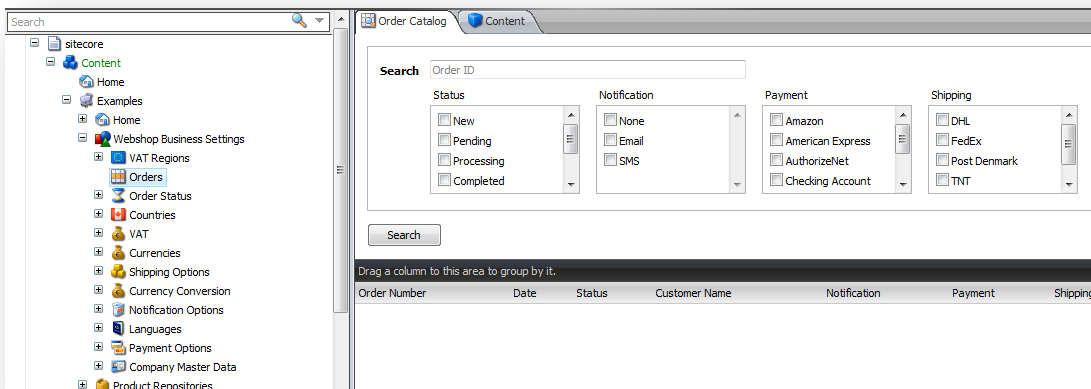 Search
sitecore
Content
Home
Examples
Home
Webshop Business Settings
VAT Regions
Orders
Order Status
Countries
VAT
Currencies
Shipping Options
Currency Conversion
Notification Options
Languages
Payment Options
Company Master Data
Product Repositories
Order Catalog Content
Search Order ID
Status Notification Payment Shipping
New None Amazon DHL
Pending Email American Express FedEx
Processing SMS AuthorizeNet Post Denmark
Completed Checking Account TNT
Search
Drag a column to this area to group by it.
Order Number Date Status Customer Name Notification Payment Shipping